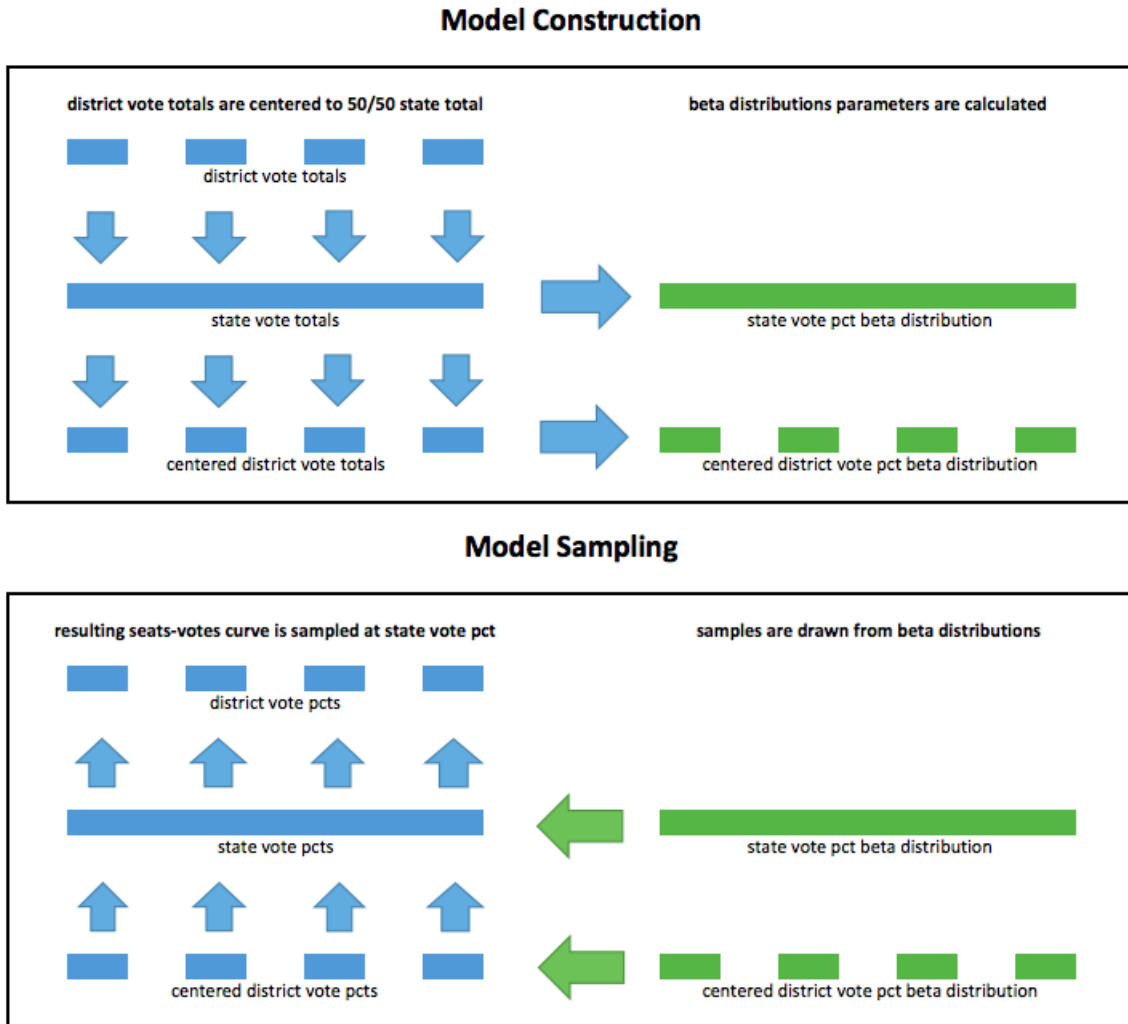 Model Construction
district vote totals are centered to 50/50 state total
beta distributions parameters are calculated
district vote totals
state vote totals
state vote pct beta distribution
centered district vote totals
centered district vote pct beta distribution
Model Sampling
resulting seats-votes curve is sampled at state vote pct
samples are drawn from beta distributions
district vote pcts
state vote pcts
state vote pct beta distribution
centered district vote pcts
centered district vote pct beta distribution